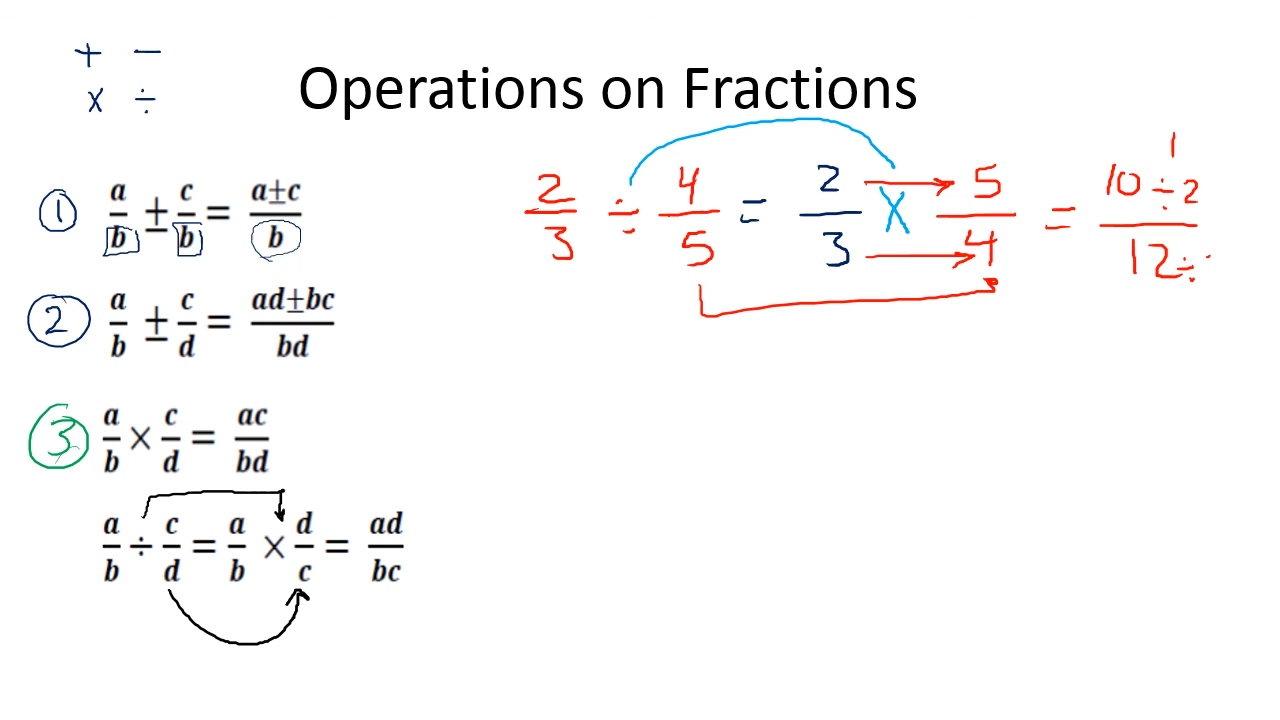 + −
× ÷
Operations on Fractions
① a/b ± c/b = a±c/b
② a/b ± c/d = ad±bc/bd
③ a/b × c/d = ac/bd
a/b ÷ c/d = a/b × d/c = ad/bc
2/3 ÷ 4/5 = 2/3 × 5/4 = 10÷2/12÷
1